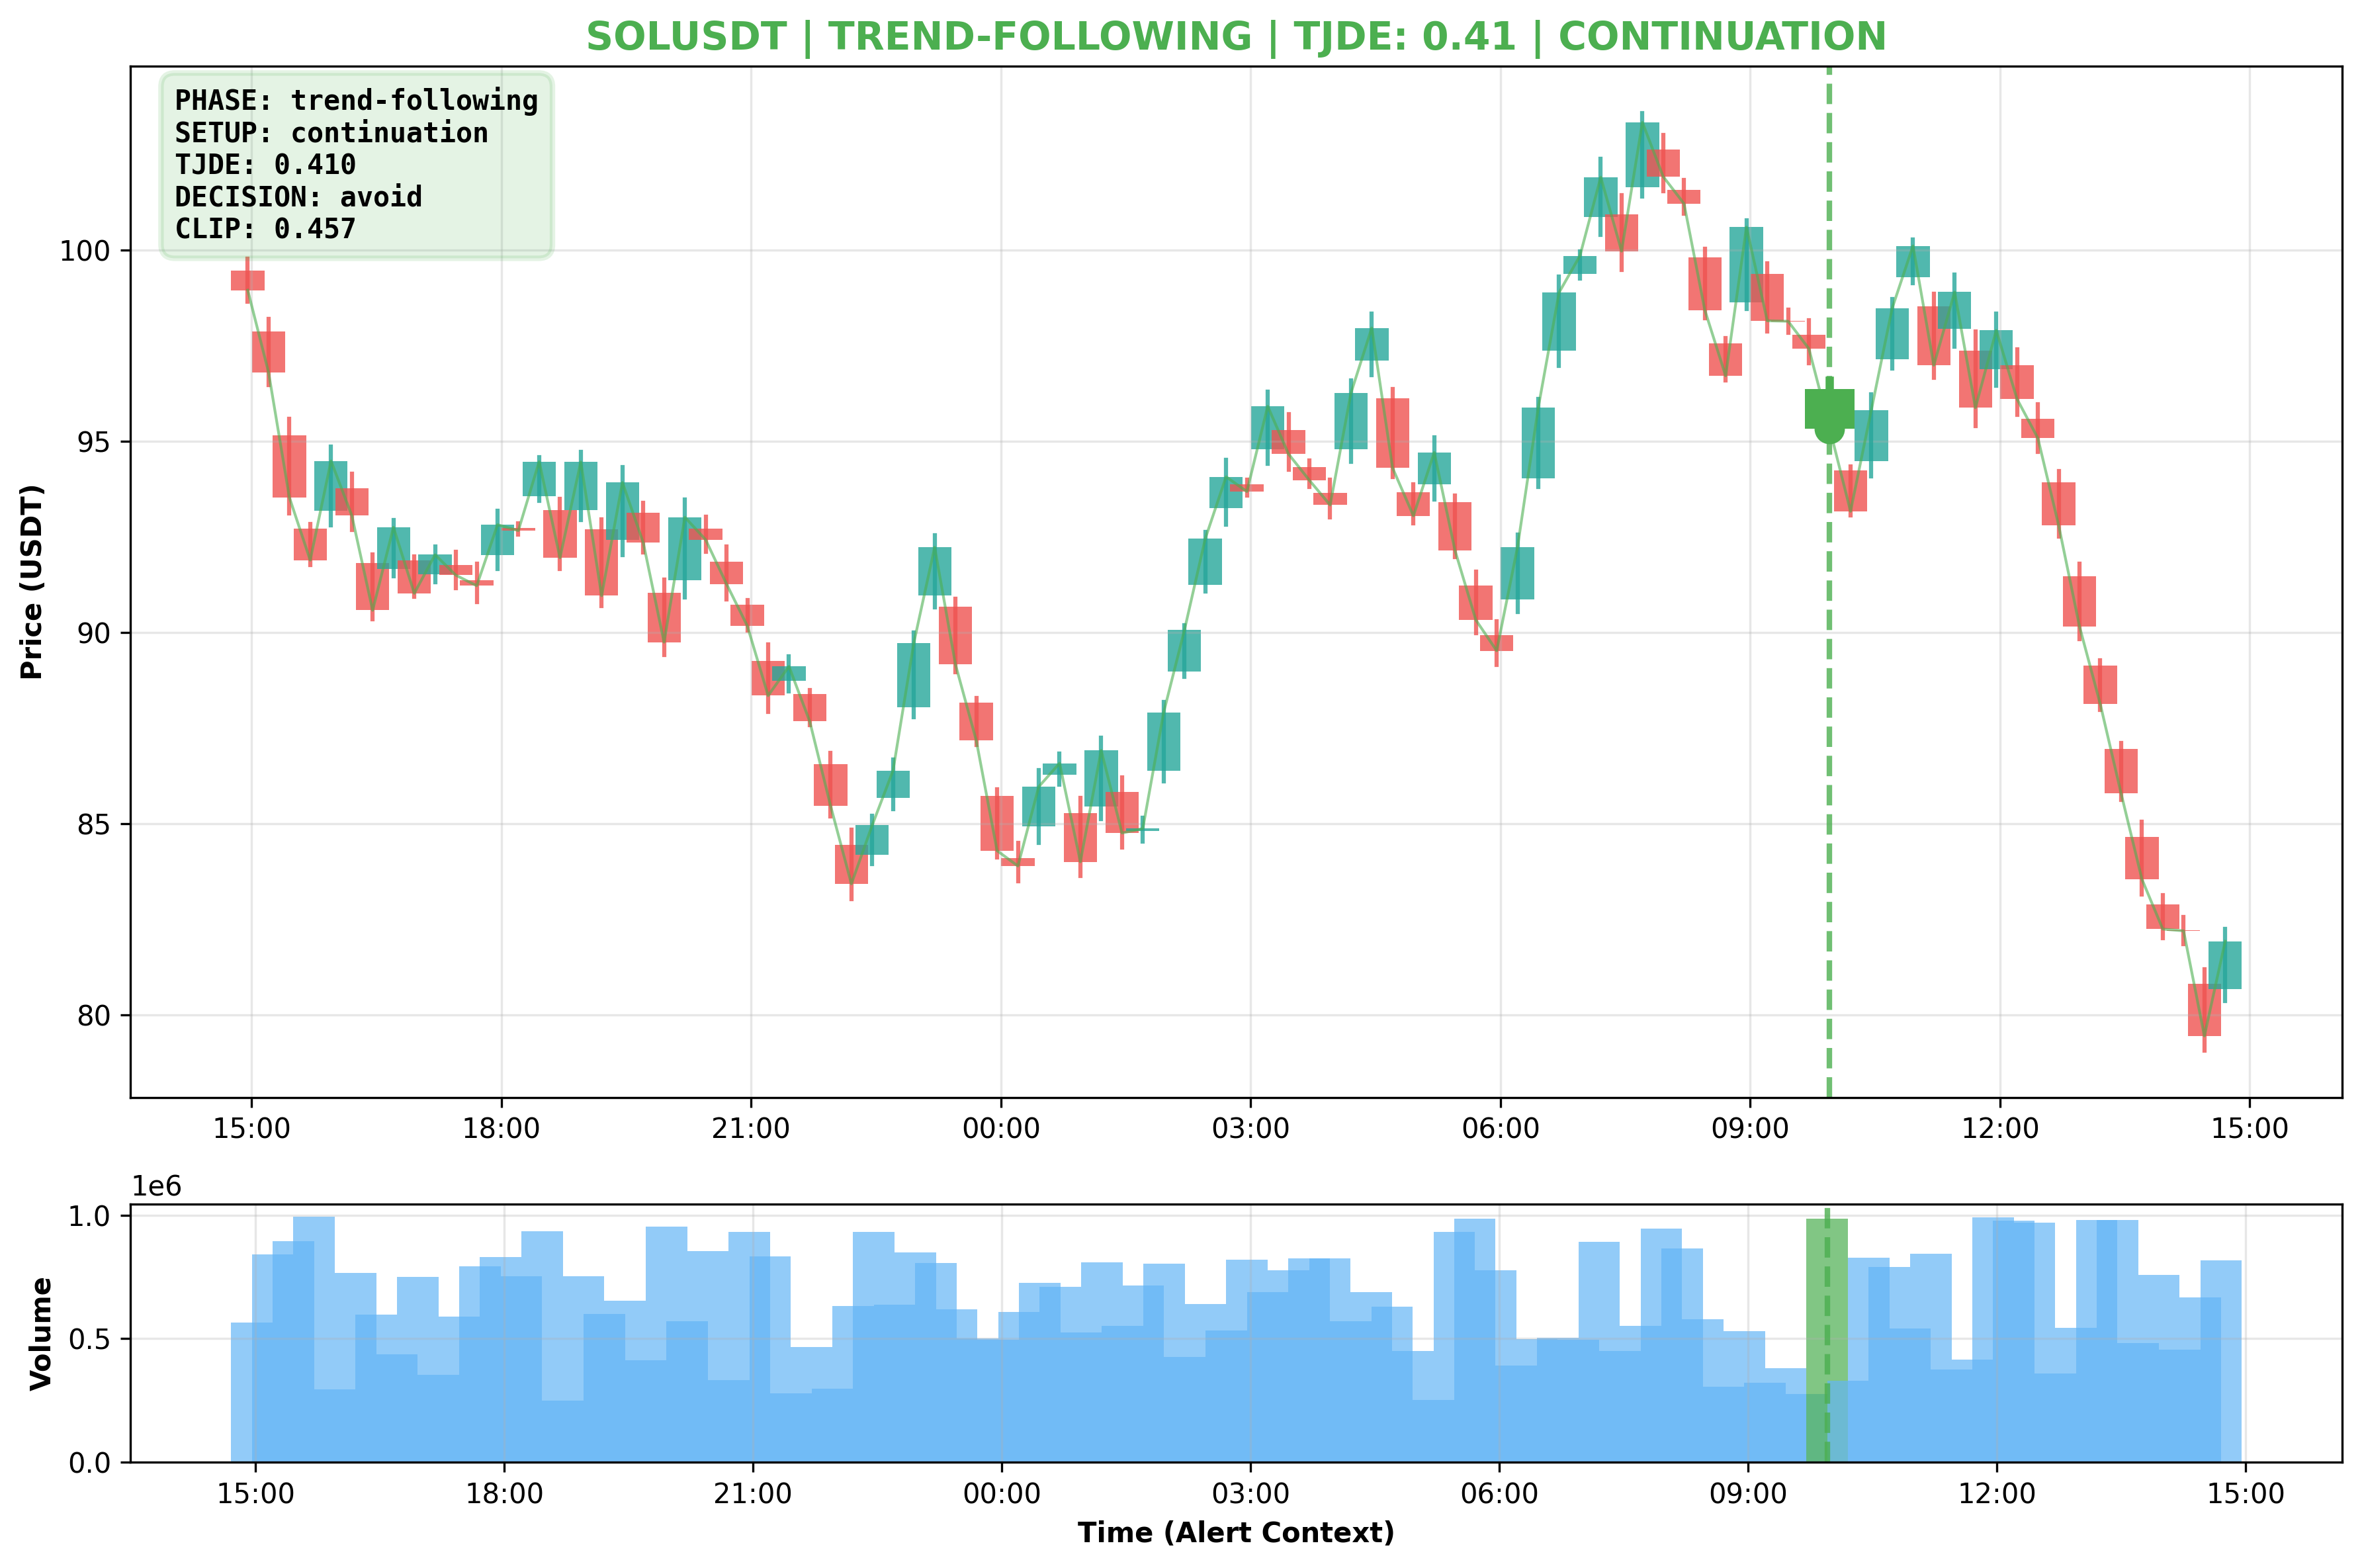 SOLUSDT | TREND-FOLLOWING | TJDE: 0.41 | CONTINUATION
PHASE: trend-following
SETUP: continuation
TJDE: 0.410
DECISION: avoid
CLIP: 0.457
Price (USDT)
100
95
90
85
80
15:00 18:00 21:00 00:00 03:00 06:00 09:00 12:00 15:00
1e6
Volume
1.0
0.5
0.0
15:00 18:00 21:00 00:00 03:00 06:00 09:00 12:00 15:00
Time (Alert Context)